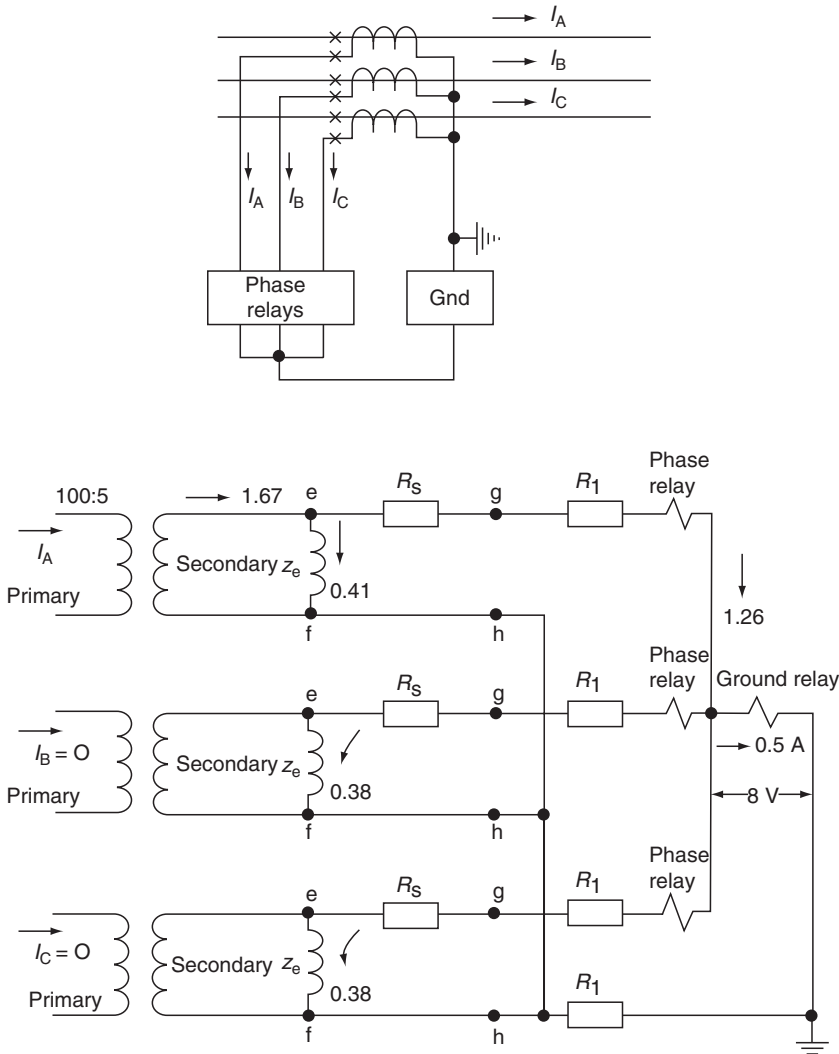 I_A
I_B
I_C
I_A I_B I_C
Phase
relays
Gnd
100:5
1.67
e
R_s
g
R_1
Phase
relay
I_A
Primary
Secondary
z_e
0.41
f
h
1.26
e
R_s
g
R_1
Phase
relay
Ground relay
I_B = O
Primary
Secondary
z_e
0.38
f
h
0.5 A
8 V
e
R_s
g
R_1
Phase
relay
I_C = O
Primary
Secondary
z_e
0.38
f
h
R_1